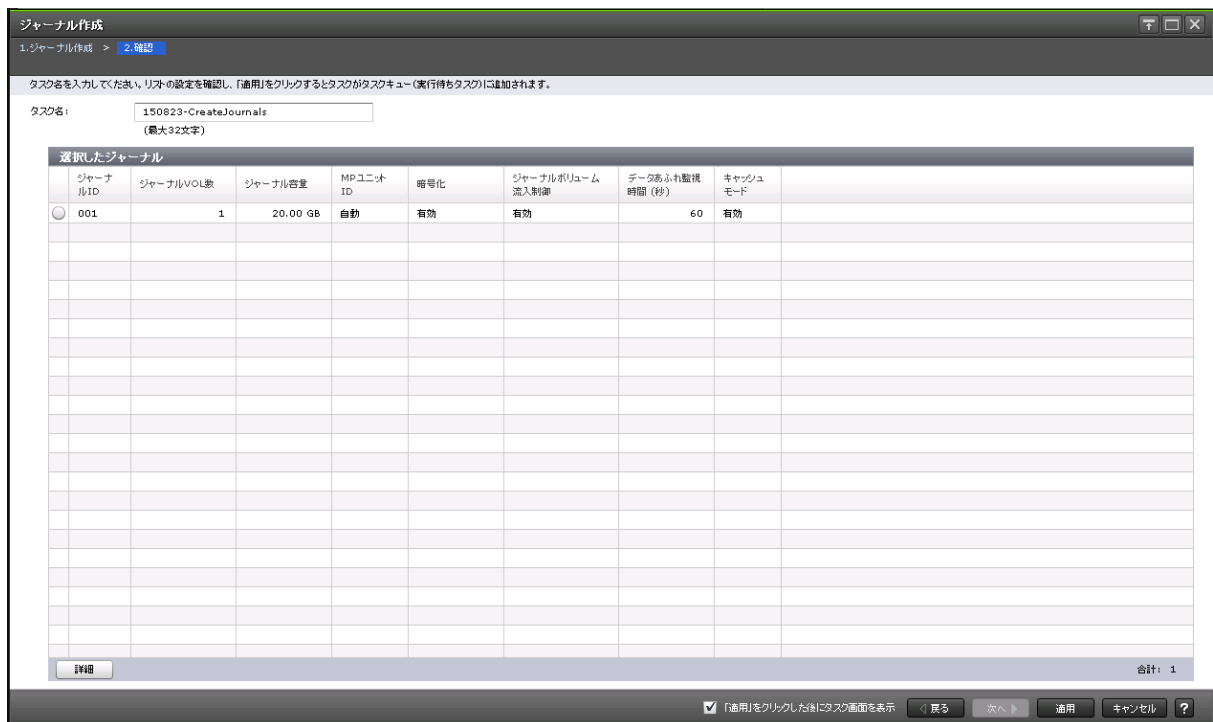 ジャーナル作成
1.ジャーナル作成 > 2.確認
タスク名を入力してください。リストの設定を確認し、「適用」をクリックするとタスクがタスクキュー(実行待ちタスク)に追加されます。
タスク名: 150823-CreateJournals
(最大32文字)
選択したジャーナル
ジャーナルID ジャーナルVOL数 ジャーナル容量 MPユニットID 暗号化 ジャーナルボリューム流入制御 データあふれ監視時間 (秒) キャッシュモード
001 1 20.00 GB 自動 有効 有効 60 有効
詳細 合計: 1
「適用」をクリックした後にタスク画面を表示 戻る 次へ 適用 キャンセル ?